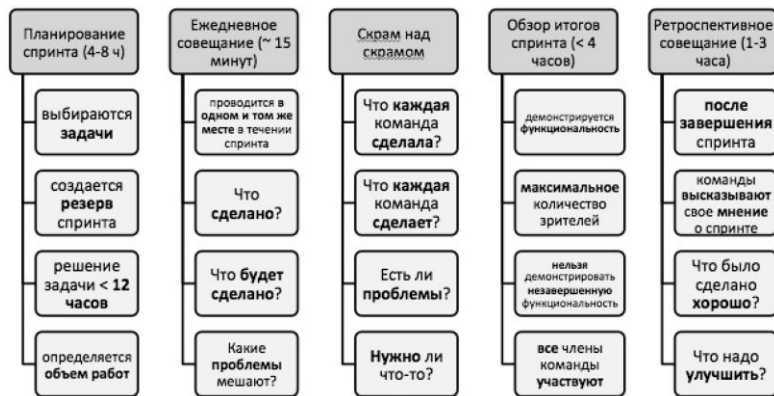 Планирование
спринта (4-8 ч)
выбираются
задачи
создается
резерв
спринта
решение
задачи < 12
часов
определяется
объем работ
Ежедневное
совещание (~ 15
минут)
проводится в
одном и том же
месте в течении
спринта
Что
сделано?
Что будет
сделано?
Какие
проблемы
мешают?
Скрам над
скрамом
Что каждая
команда
сделала?
Что каждая
команда
сделает?
Есть ли
проблемы?
Нужно ли
что-то?
Обзор итогов
спринта (< 4
часов)
демонстрируется
функциональность
максимальное
количество
зрителей
нельзя
демонстрировать
незавершенную
функциональность
все члены
команды
участвуют
Ретроспективное
совещание (1-3
часа)
после
завершения
спринта
команды
высказывают
свое мнение
о спринте
Что было
сделано
хорошо?
Что надо
улучшить?